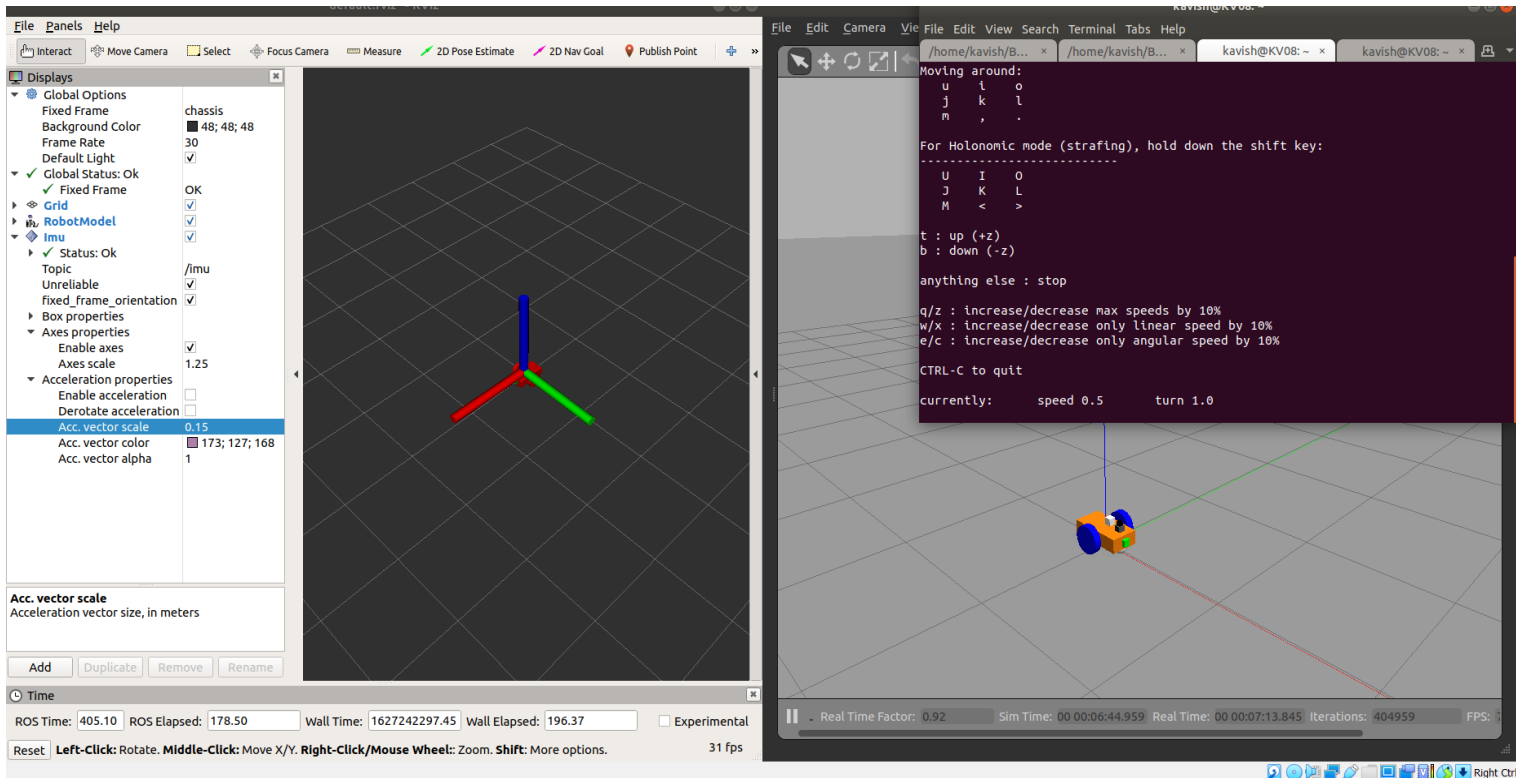 default.rviz - RViz
File Panels Help
Interact Move Camera Select Focus Camera Measure 2D Pose Estimate 2D Nav Goal Publish Point »
Displays
Global Options
Fixed Frame chassis
Background Color 48; 48; 48
Frame Rate 30
Default Light ✓
✓ Global Status: Ok
✓ Fixed Frame OK
Grid ✓
RobotModel ✓
Imu ✓
✓ Status: Ok
Topic /imu
Unreliable ✓
fixed_frame_orientation ✓
Box properties
Axes properties
Enable axes ✓
Axes scale 1.25
Acceleration properties
Enable acceleration
Derotate acceleration
Acc. vector scale 0.15
Acc. vector color 173; 127; 168
Acc. vector alpha 1
Acc. vector scale
Acceleration vector size, in meters
Add Duplicate Remove Rename
Time
ROS Time: 405.10 ROS Elapsed: 178.50 Wall Time: 1627242297.45 Wall Elapsed: 196.37 Experimental
Reset Left-Click: Rotate. Middle-Click: Move X/Y. Right-Click/Mouse Wheel:: Zoom. Shift: More options. 31 fps
File Edit Camera Vie
kavish@KV08: ~
File Edit View Search Terminal Tabs Help
/home/kavish/B... × /home/kavish/B... × kavish@KV08: ~ × kavish@KV08: ~ ×
Moving around:
u i o
j k l
m , .
For Holonomic mode (strafing), hold down the shift key:
---------------------------
U I O
J K L
M < >
t : up (+z)
b : down (-z)
anything else : stop
q/z : increase/decrease max speeds by 10%
w/x : increase/decrease only linear speed by 10%
e/c : increase/decrease only angular speed by 10%
CTRL-C to quit
currently: speed 0.5 turn 1.0
Real Time Factor: 0.92 Sim Time: 00 00:06:44.959 Real Time: 00 00:07:13.845 Iterations: 404959 FPS:
Right Ctrl